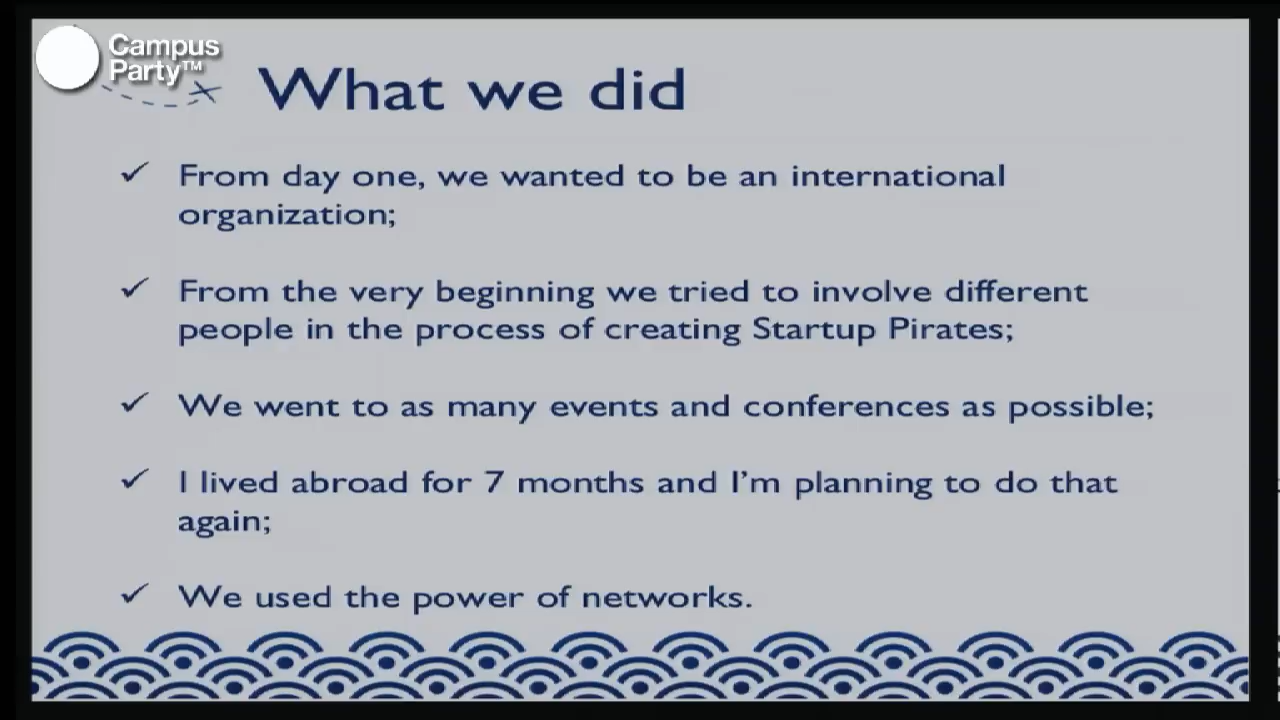 Campus
Party™
What we did
✓ From day one, we wanted to be an international
organization;
✓ From the very beginning we tried to involve different
people in the process of creating Startup Pirates;
✓ We went to as many events and conferences as possible;
✓ I lived abroad for 7 months and I'm planning to do that
again;
✓ We used the power of networks.